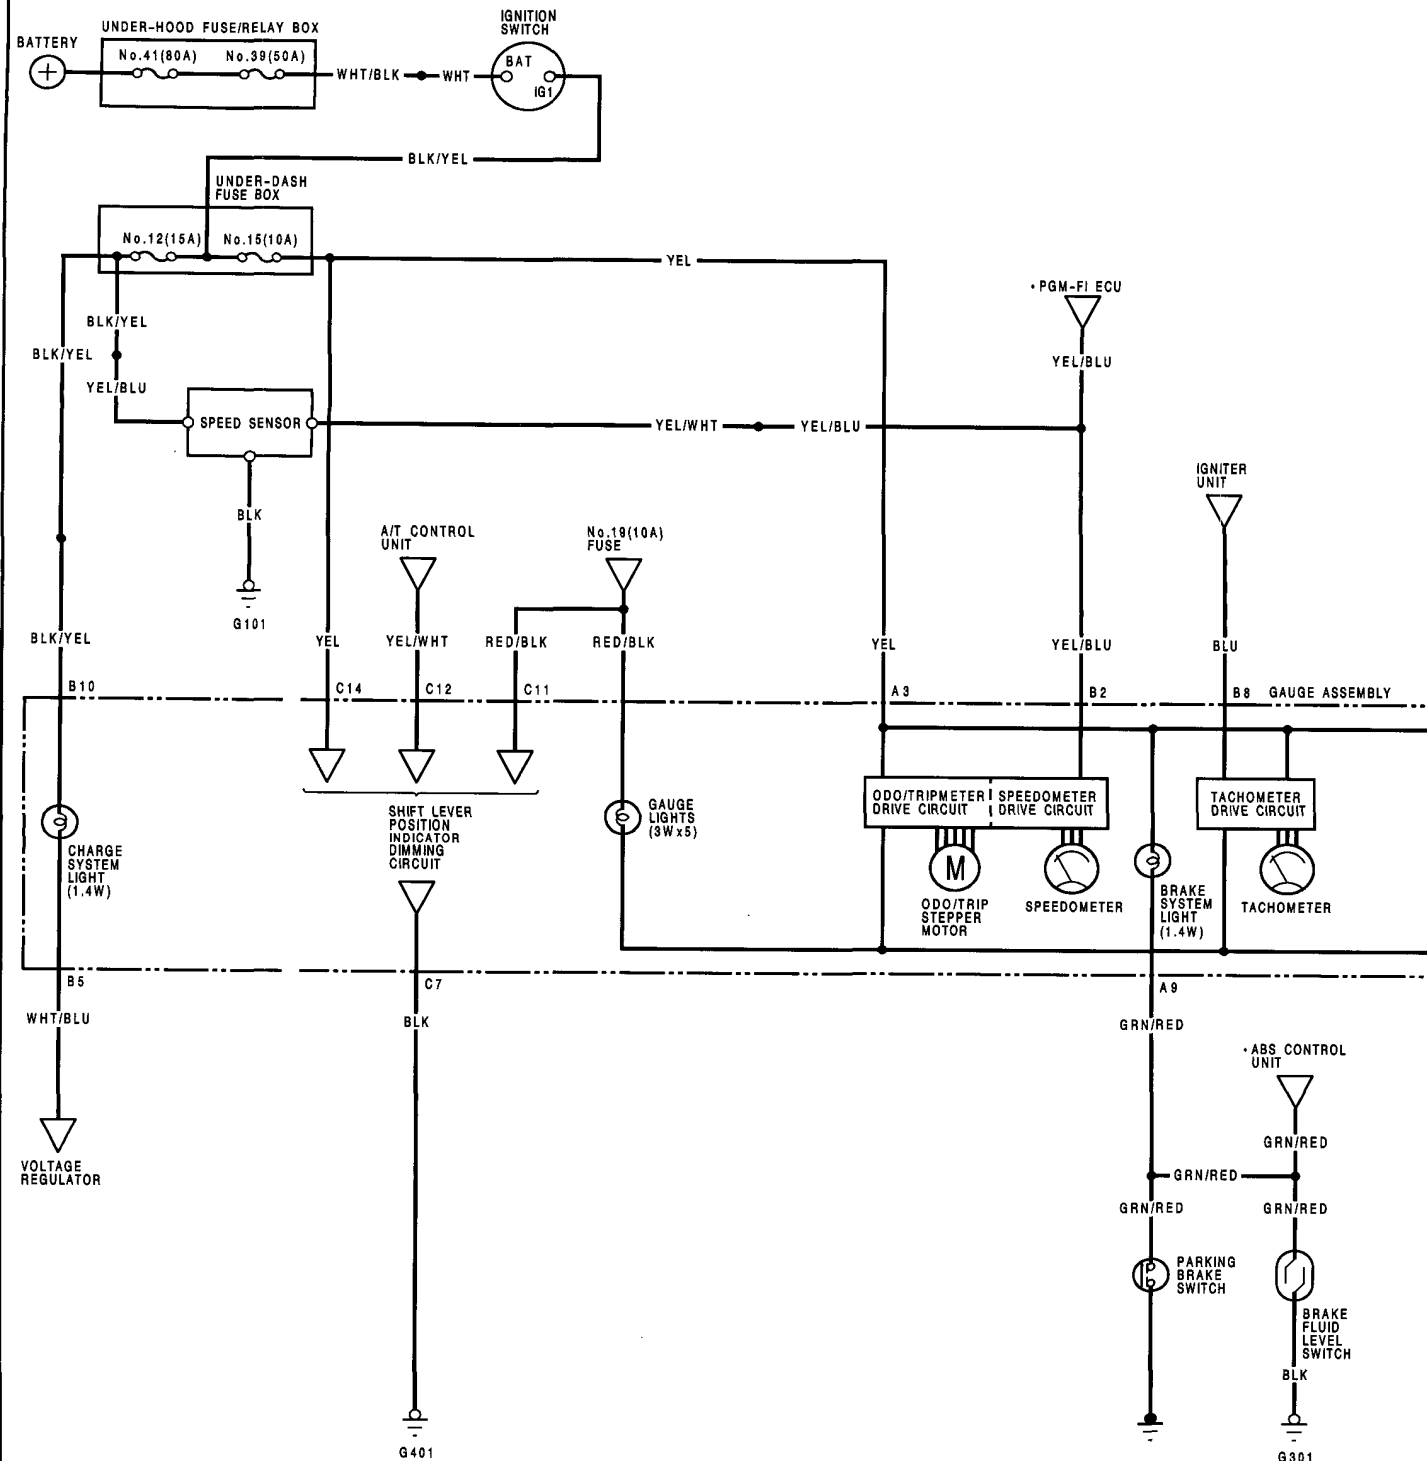 IGNITION
SWITCH
UNDER-HOOD FUSE/RELAY BOX
BATTERY
No.41(80A)
No.39(50A)
WHT/BLK
WHT
BAT
IG1
BLK/YEL
UNDER-DASH
FUSE BOX
No.12(15A)
No.15(10A)
YEL
•PGM-FI ECU
BLK/YEL
BLK/YEL
YEL/BLU
YEL/BLU
SPEED SENSOR
YEL/WHT
YEL/BLU
IGNITER
UNIT
BLK
A/T CONTROL
UNIT
No.19(10A)
FUSE
G101
BLK/YEL
YEL
YEL/WHT
RED/BLK
RED/BLK
YEL
YEL/BLU
BLU
B10
C14
C12
C11
A3
B2
B8
GAUGE ASSEMBLY
ODO/TRIPMETER
DRIVE CIRCUIT
SPEEDOMETER
DRIVE CIRCUIT
TACHOMETER
DRIVE CIRCUIT
SHIFT LEVER
POSITION
INDICATOR
DIMMING
CIRCUIT
GAUGE
LIGHTS
(3Wx5)
CHARGE
SYSTEM
LIGHT
(1.4W)
M
ODO/TRIP
STEPPER
MOTOR
SPEEDOMETER
BRAKE
SYSTEM
LIGHT
(1.4W)
TACHOMETER
B5
C7
A9
WHT/BLU
BLK
GRN/RED
•ABS CONTROL
UNIT
GRN/RED
VOLTAGE
REGULATOR
GRN/RED
GRN/RED
GRN/RED
PARKING
BRAKE
SWITCH
BRAKE
FLUID
LEVEL
SWITCH
BLK
G401
G301